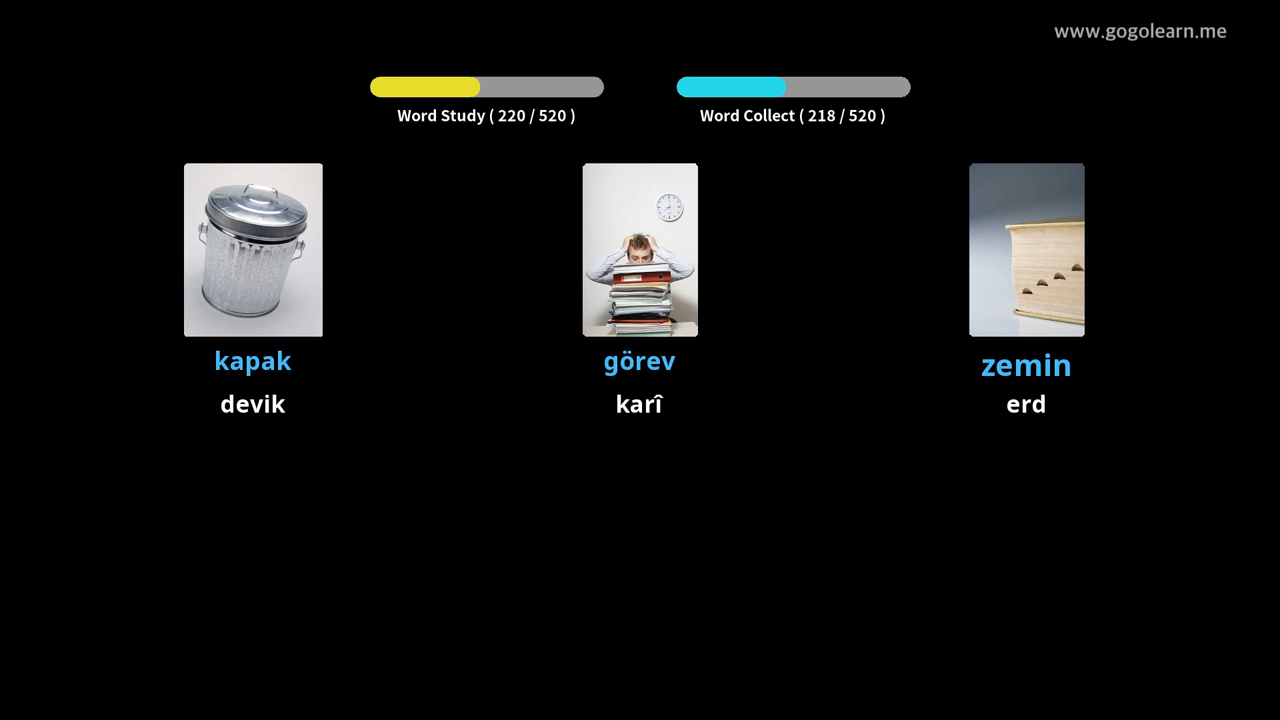 www.gogolearn.me
Word Study ( 220 / 520 )
Word Collect ( 218 / 520 )
kapak
görev
zemin
devik
karî
erd